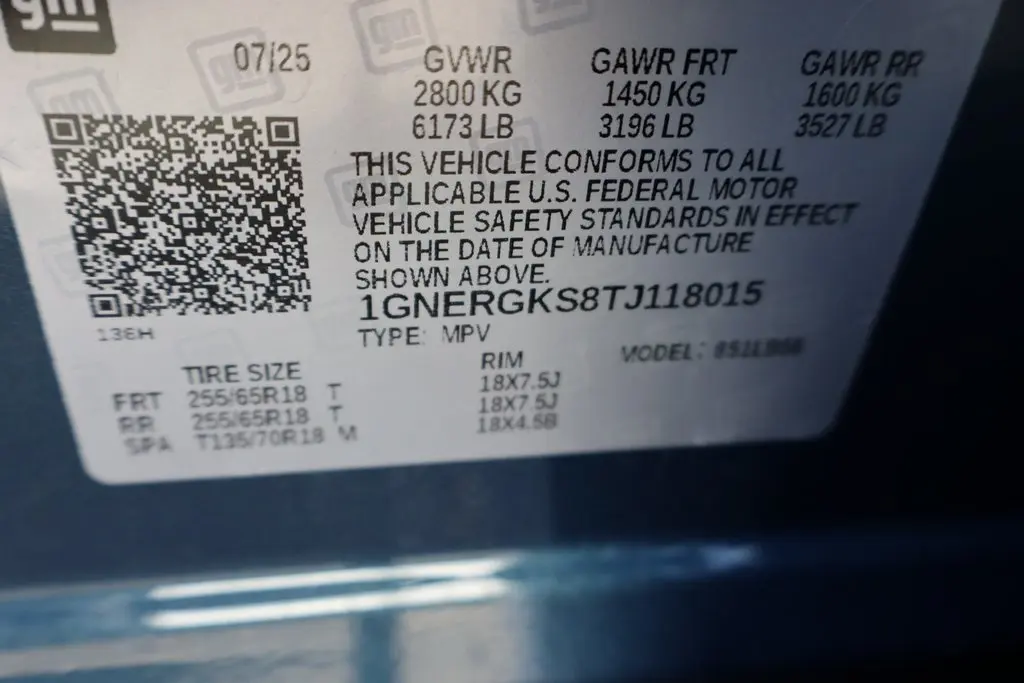 gm
07/25
GVWR GAWR FRT GAWR RR
2800 KG 1450 KG 1600 KG
6173 LB 3196 LB 3527 LB
THIS VEHICLE CONFORMS TO ALL
APPLICABLE U.S. FEDERAL MOTOR
VEHICLE SAFETY STANDARDS IN EFFECT
ON THE DATE OF MANUFACTURE
SHOWN ABOVE.
1GNERGKS8TJ118015
136H
TYPE: MPV
MODEL:
TIRE SIZE RIM
FRT 255/65R18 T 18X7.5J
RR 255/65R18 T 18X7.5J
SPA T135/70R18 M 18X4.5B